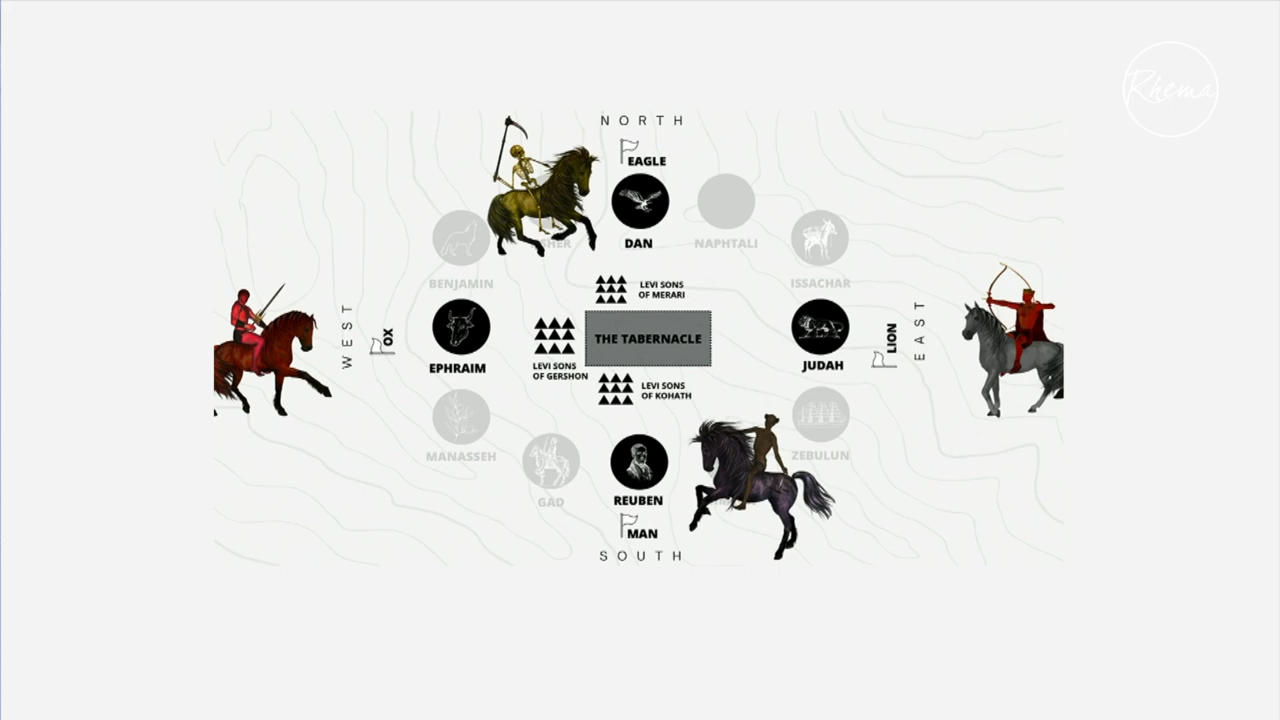 Rhema
NORTH
EAGLE
DAN
NAPHTALI
BENJAMIN
ISSACHAR
LEVI SONS
OF MERARI
WEST
OX
EPHRAIM
LEVI SONS
OF GERSHON
THE TABERNACLE
LEVI SONS
OF KOHATH
JUDAH
LION
EAST
MANASSEH
GAD
REUBEN
ZEBULUN
MAN
SOUTH